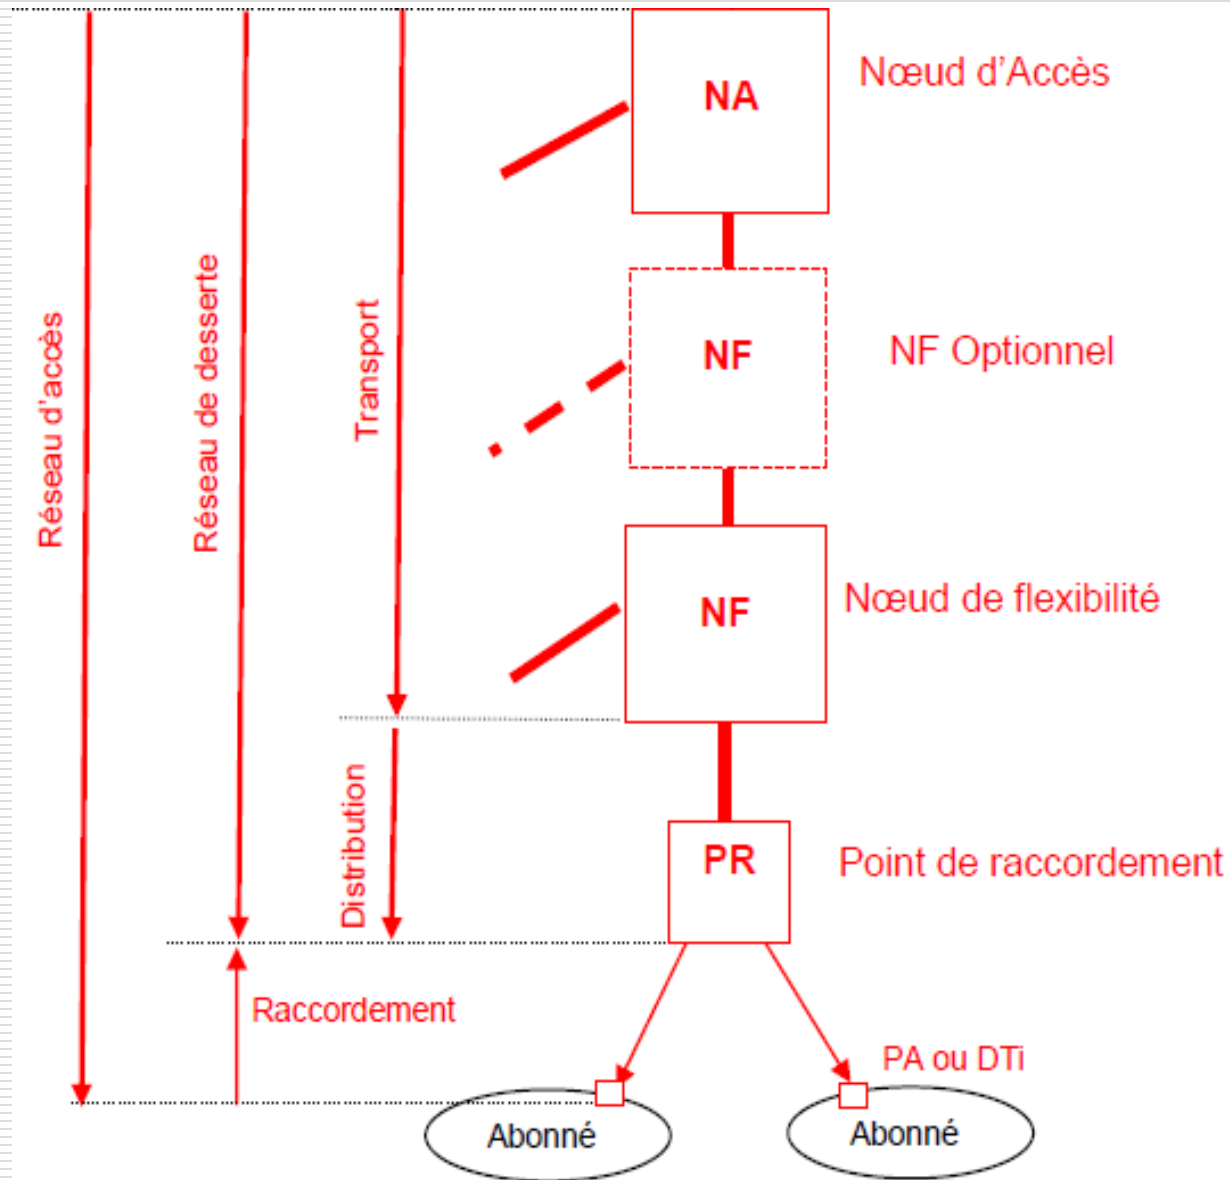 NA
Nœud d'Accès
NF
NF Optionnel
NF
Nœud de flexibilité
PR
Point de raccordement
Réseau d'accès
Réseau de desserte
Transport
Distribution
Raccordement
PA ou DTi
Abonné
Abonné